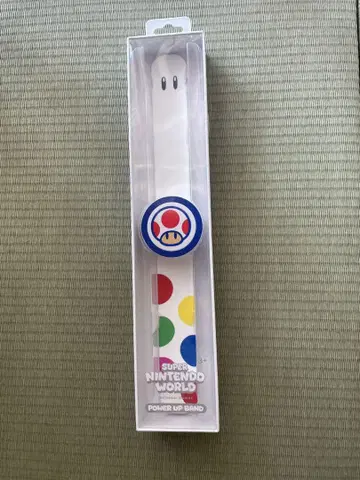 SUPER
NINTENDO
WORLD
POWER UP BAND